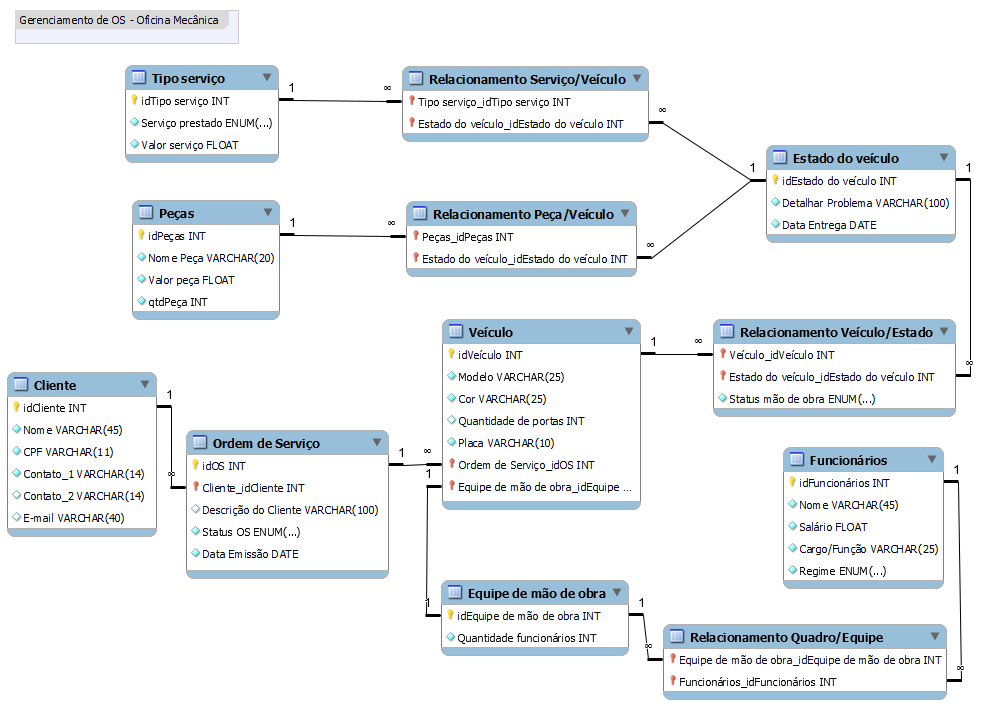 Gerenciamento de OS - Oficina Mecânica
Tipo serviço
idTipo serviço INT
Serviço prestado ENUM(...)
Valor serviço FLOAT
1
∞
Relacionamento Serviço/Veículo
Tipo serviço_idTipo serviço INT
Estado do veículo_idEstado do veículo INT
∞
1
Estado do veículo
idEstado do veículo INT
Detalhar Problema VARCHAR(100)
Data Entrega DATE
1
Peças
idPeças INT
Nome Peça VARCHAR(20)
Valor peça FLOAT
qtdPeça INT
1
∞
Relacionamento Peça/Veículo
Peças_idPeças INT
Estado do veículo_idEstado do veículo INT
∞
Veículo
idVeículo INT
Modelo VARCHAR(25)
Cor VARCHAR(25)
Quantidade de portas INT
Placa VARCHAR(10)
Ordem de Serviço_idOS INT
Equipe de mão de obra_idEquipe ...
1
∞
Relacionamento Veículo/Estado
Veículo_idVeículo INT
Estado do veículo_idEstado do veículo INT
Status mão de obra ENUM(...)
∞
Cliente
idCliente INT
Nome VARCHAR(45)
CPF VARCHAR(11)
Contato_1 VARCHAR(14)
Contato_2 VARCHAR(14)
E-mail VARCHAR(40)
1
∞
Ordem de Serviço
idOS INT
Cliente_idCliente INT
Descrição do Cliente VARCHAR(100)
Status OS ENUM(...)
Data Emissão DATE
1
∞
1
1
Funcionários
idFuncionários INT
Nome VARCHAR(45)
Salário FLOAT
Cargo/Função VARCHAR(25)
Regime ENUM(...)
1
Equipe de mão de obra
idEquipe de mão de obra INT
Quantidade funcionários INT
1
∞
Relacionamento Quadro/Equipe
Equipe de mão de obra_idEquipe de mão de obra INT
Funcionários_idFuncionários INT
∞